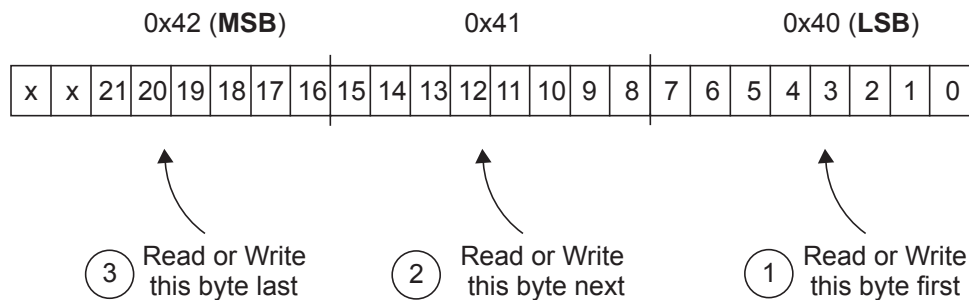 0x42 (MSB) 0x41 0x40 (LSB)
x x 21 20 19 18 17 16 15 14 13 12 11 10 9 8 7 6 5 4 3 2 1 0
3 Read or Write
this byte last
2 Read or Write
this byte next
1 Read or Write
this byte first